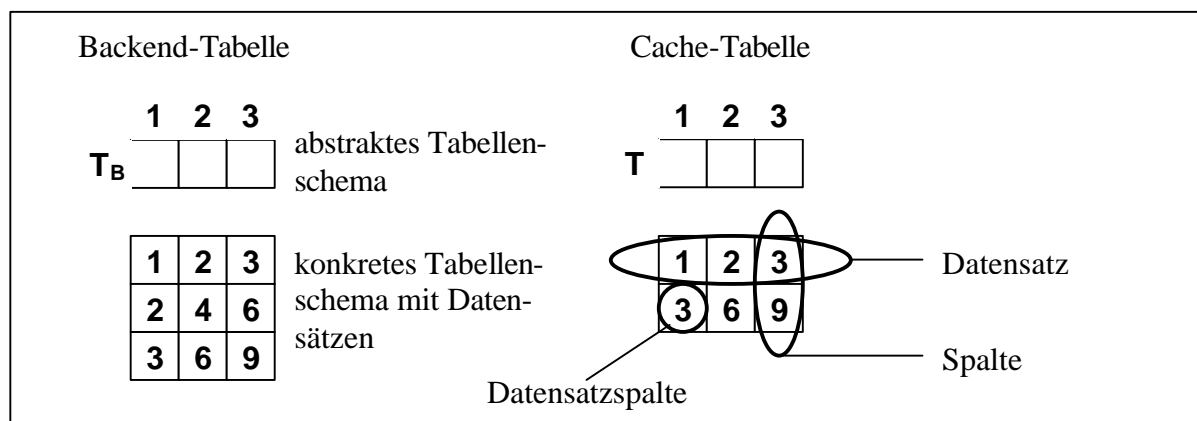 Backend-Tabelle
Cache-Tabelle
1 2 3
1 2 3
T_B
abstraktes Tabellen-
schema
T
1 2 3
2 4 6
3 6 9
konkretes Tabellen-
schema mit Daten-
sätzen
1 2 3
3 6 9
Datensatz
Spalte
Datensatzspalte